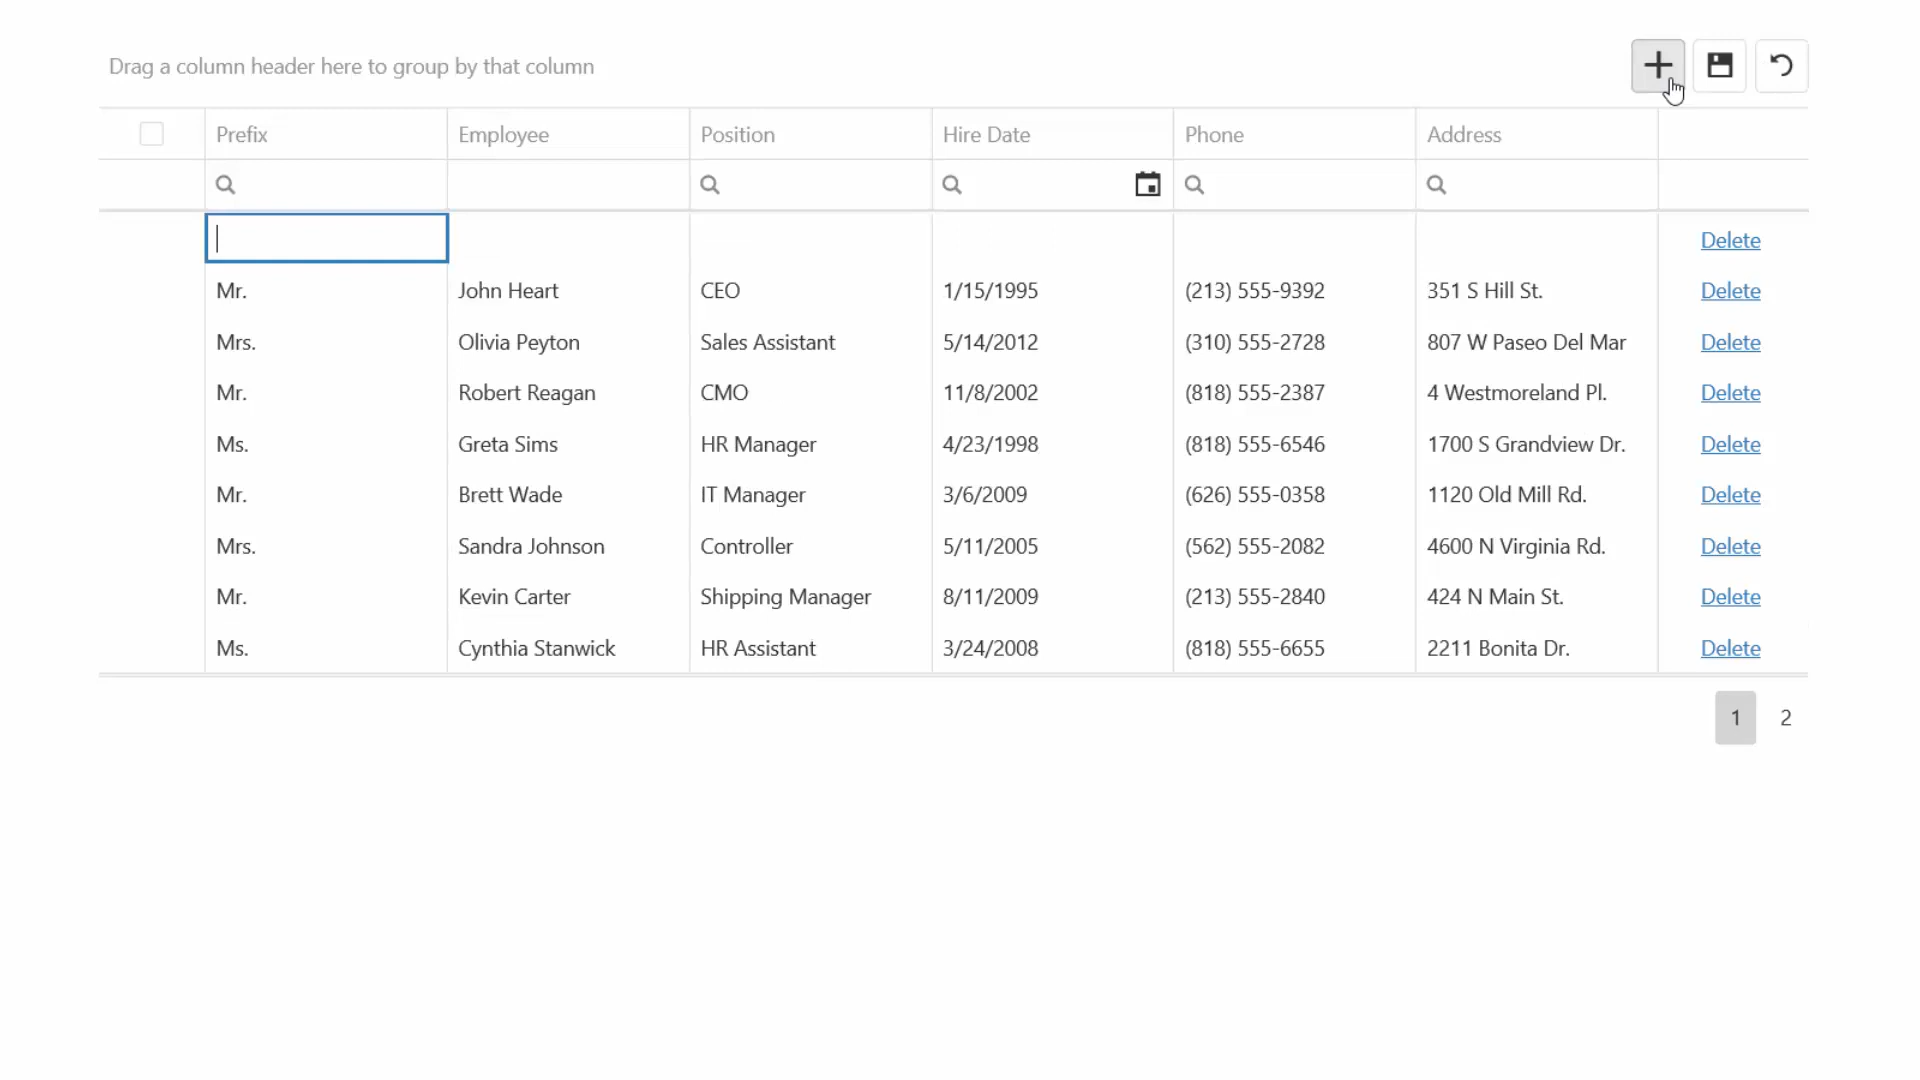 Drag a column header here to group by that column
Prefix Employee Position Hire Date Phone Address
Delete
Mr. John Heart CEO 1/15/1995 (213) 555-9392 351 S Hill St. Delete
Mrs. Olivia Peyton Sales Assistant 5/14/2012 (310) 555-2728 807 W Paseo Del Mar Delete
Mr. Robert Reagan CMO 11/8/2002 (818) 555-2387 4 Westmoreland Pl. Delete
Ms. Greta Sims HR Manager 4/23/1998 (818) 555-6546 1700 S Grandview Dr. Delete
Mr. Brett Wade IT Manager 3/6/2009 (626) 555-0358 1120 Old Mill Rd. Delete
Mrs. Sandra Johnson Controller 5/11/2005 (562) 555-2082 4600 N Virginia Rd. Delete
Mr. Kevin Carter Shipping Manager 8/11/2009 (213) 555-2840 424 N Main St. Delete
Ms. Cynthia Stanwick HR Assistant 3/24/2008 (818) 555-6655 2211 Bonita Dr. Delete
1 2